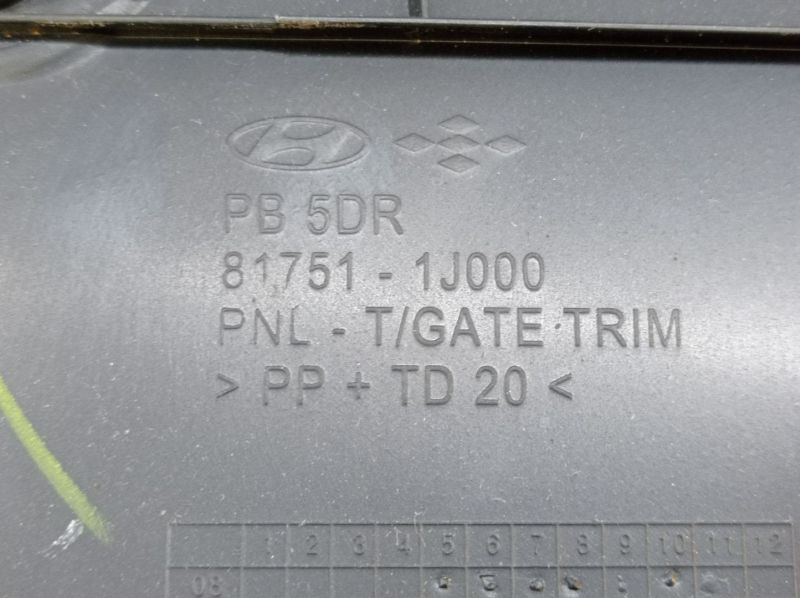 PB 5DR
81751 - 1J000
PNL - T/GATE TRIM
> PP + TD 20 <
1 2 3 4 5 6 7 8 9 10 11 12
08